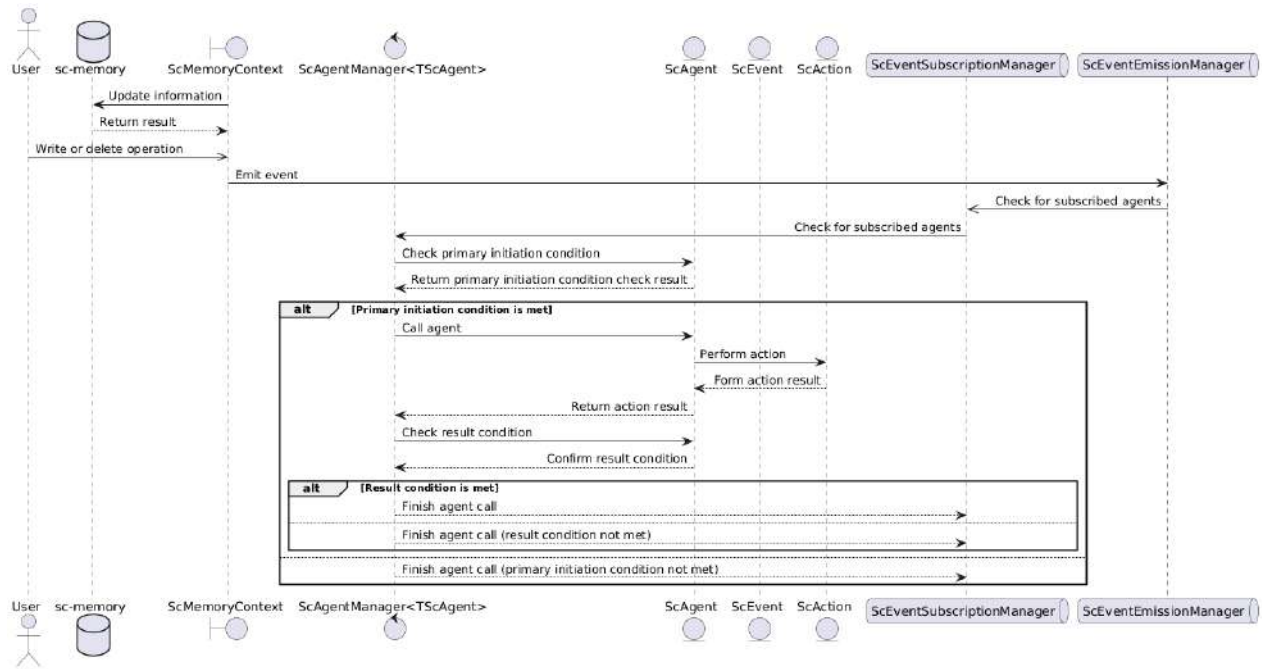 User sc-memory ScMemoryContext ScAgentManager<TScAgent> ScAgent ScEvent ScAction ScEventSubscriptionManager ScEventEmissionManager
Update information
Return result
Write or delete operation
Emit event
Check for subscribed agents
Check for subscribed agents
Check primary initiation condition
Return primary initiation condition check result
alt [Primary initiation condition is met]
Call agent
Perform action
Form action result
Return action result
Check result condition
Confirm result condition
alt [Result condition is met]
Finish agent call
Finish agent call (result condition not met)
Finish agent call (primary initiation condition not met)
User sc-memory ScMemoryContext ScAgentManager<TScAgent> ScAgent ScEvent ScAction ScEventSubscriptionManager ScEventEmissionManager